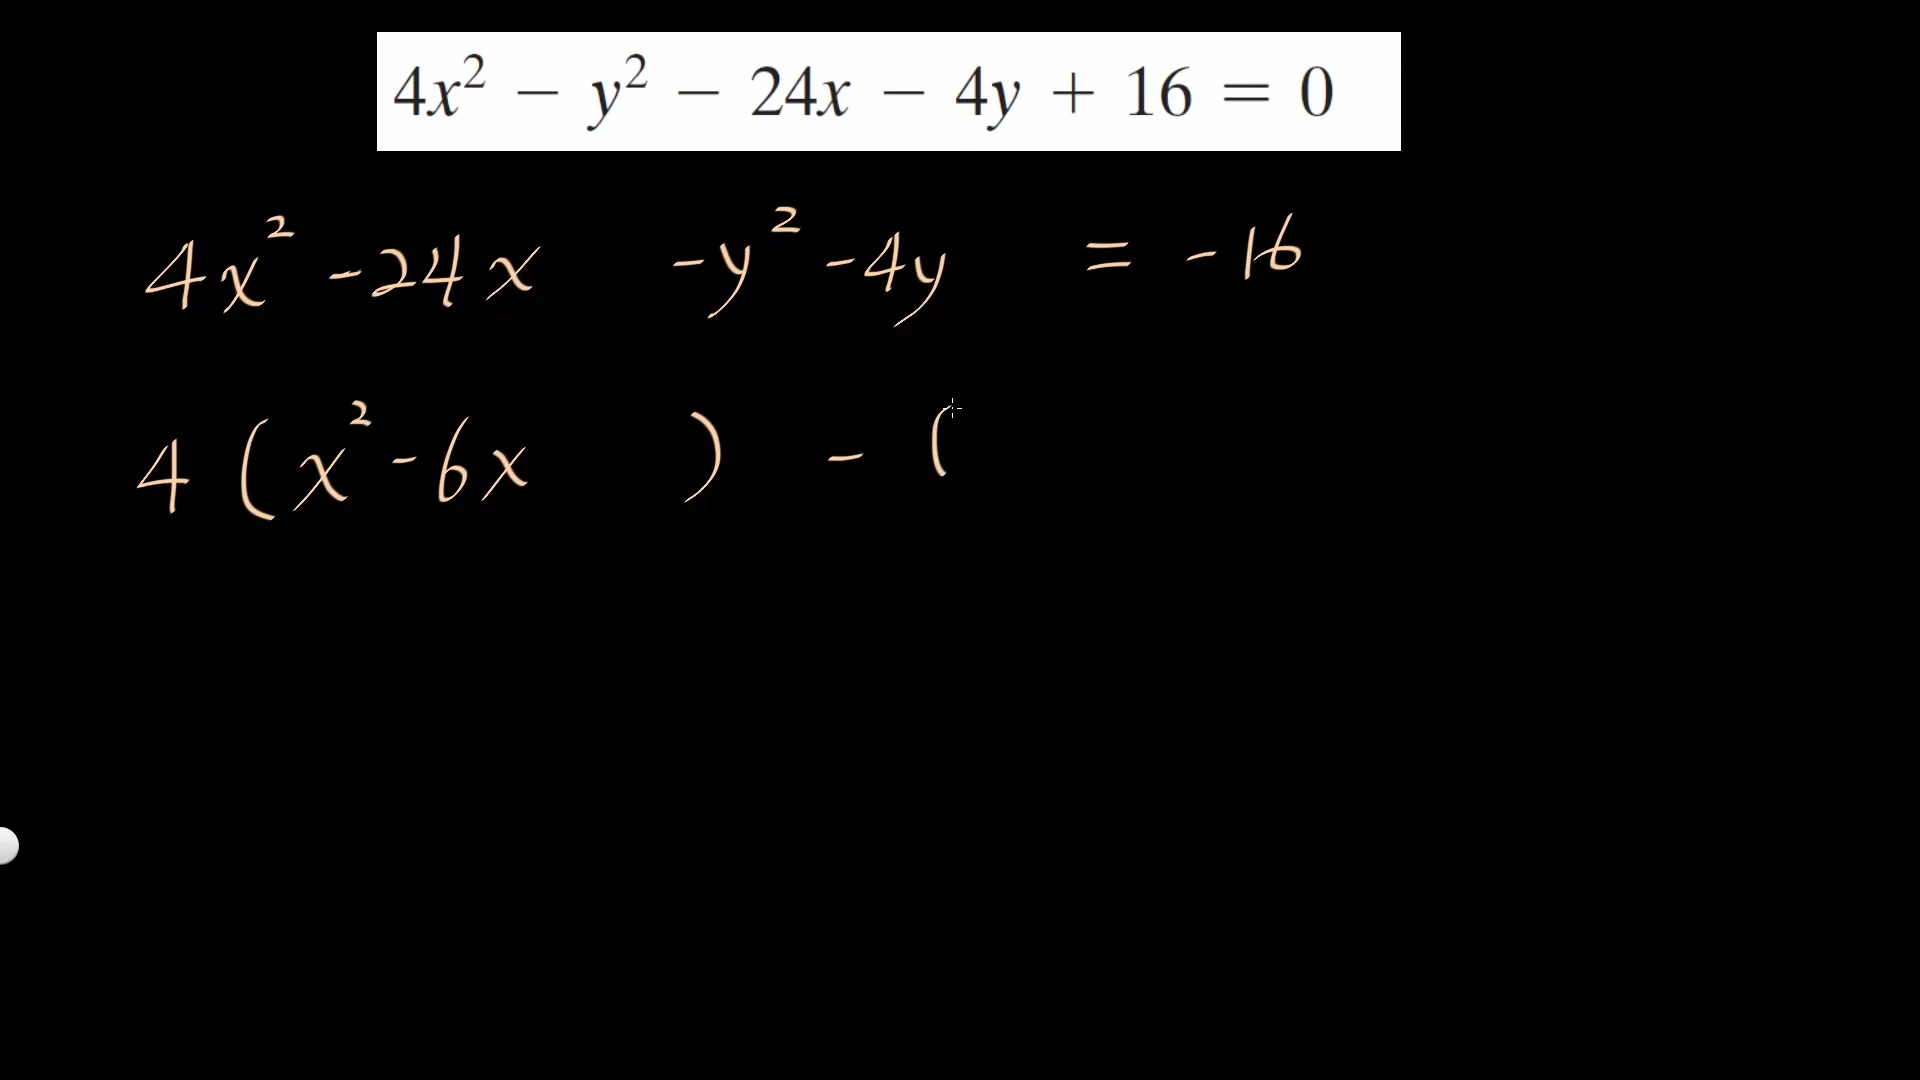 4x² − y² − 24x − 4y + 16 = 0
4x² -24x -y² -4y = -16
4 (x² -6x ) - (